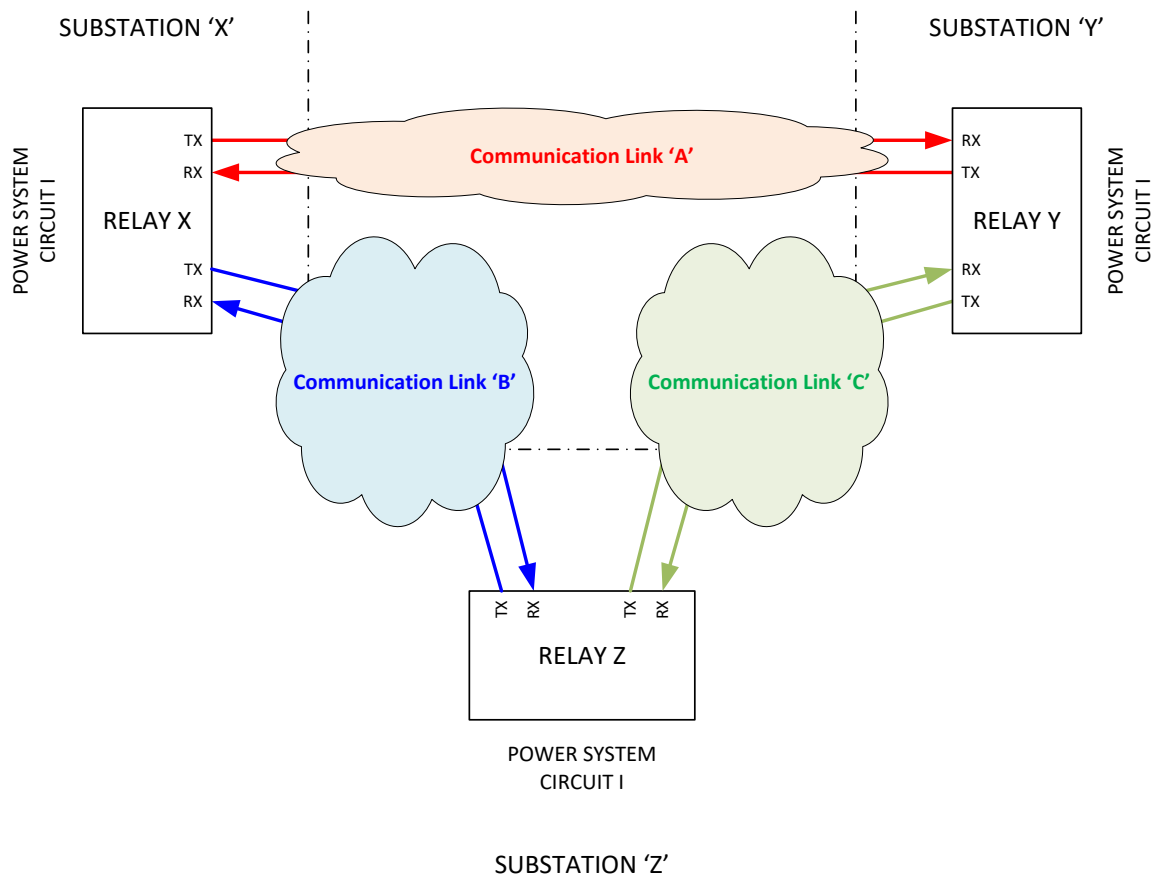 SUBSTATION ‘X’
SUBSTATION ‘Y’
POWER SYSTEM
CIRCUIT I
TX
RX
RELAY X
TX
RX
Communication Link ‘A’
RX
TX
RELAY Y
RX
TX
POWER SYSTEM
CIRCUIT I
Communication Link ‘B’
Communication Link ‘C’
TX
RX
TX
RX
RELAY Z
POWER SYSTEM
CIRCUIT I
SUBSTATION ‘Z’